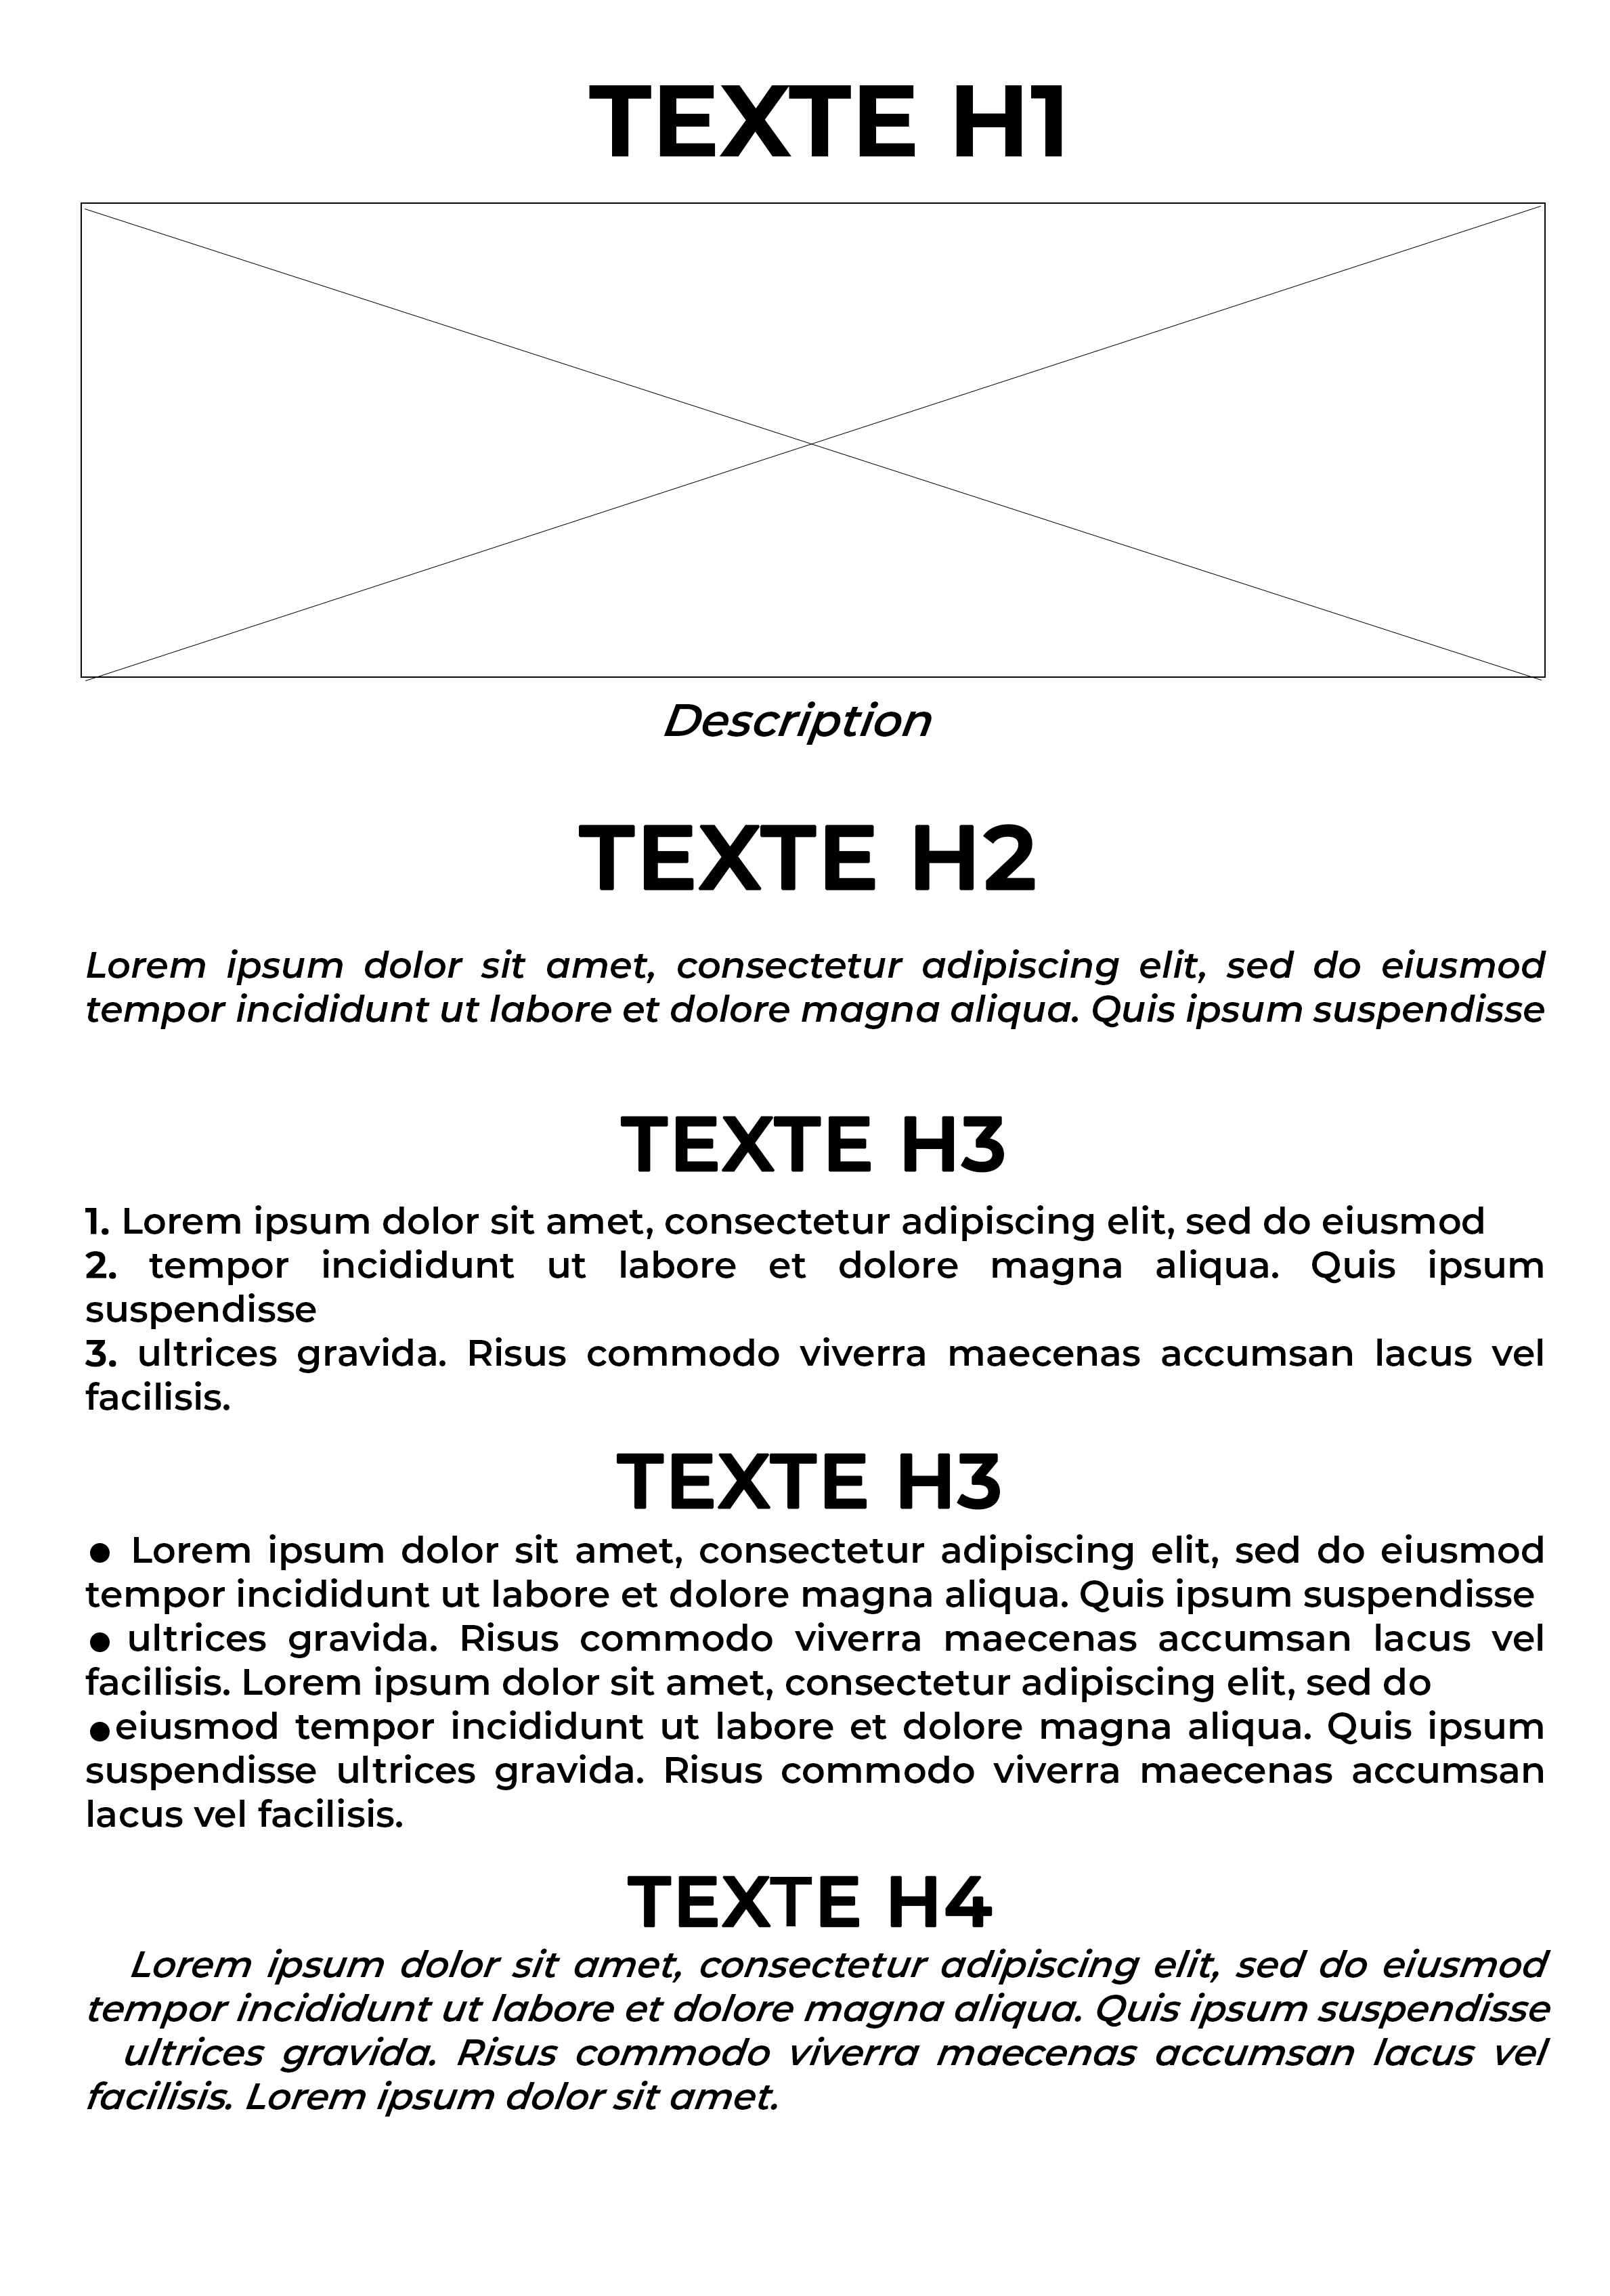 TEXTE H1
Description
TEXTE H2
Lorem ipsum dolor sit amet, consectetur adipiscing elit, sed do eiusmod
tempor incididunt ut labore et dolore magna aliqua. Quis ipsum suspendisse
TEXTE H3
1. Lorem ipsum dolor sit amet, consectetur adipiscing elit, sed do eiusmod
2. tempor incididunt ut labore et dolore magna aliqua. Quis ipsum
suspendisse
3. ultrices gravida. Risus commodo viverra maecenas accumsan lacus vel
facilisis.
TEXTE H3
● Lorem ipsum dolor sit amet, consectetur adipiscing elit, sed do eiusmod
tempor incididunt ut labore et dolore magna aliqua. Quis ipsum suspendisse
● ultrices gravida. Risus commodo viverra maecenas accumsan lacus vel
facilisis. Lorem ipsum dolor sit amet, consectetur adipiscing elit, sed do
●eiusmod tempor incididunt ut labore et dolore magna aliqua. Quis ipsum
suspendisse ultrices gravida. Risus commodo viverra maecenas accumsan
lacus vel facilisis.
TEXTE H4
Lorem ipsum dolor sit amet, consectetur adipiscing elit, sed do eiusmod
tempor incididunt ut labore et dolore magna aliqua. Quis ipsum suspendisse
ultrices gravida. Risus commodo viverra maecenas accumsan lacus vel
facilisis. Lorem ipsum dolor sit amet.